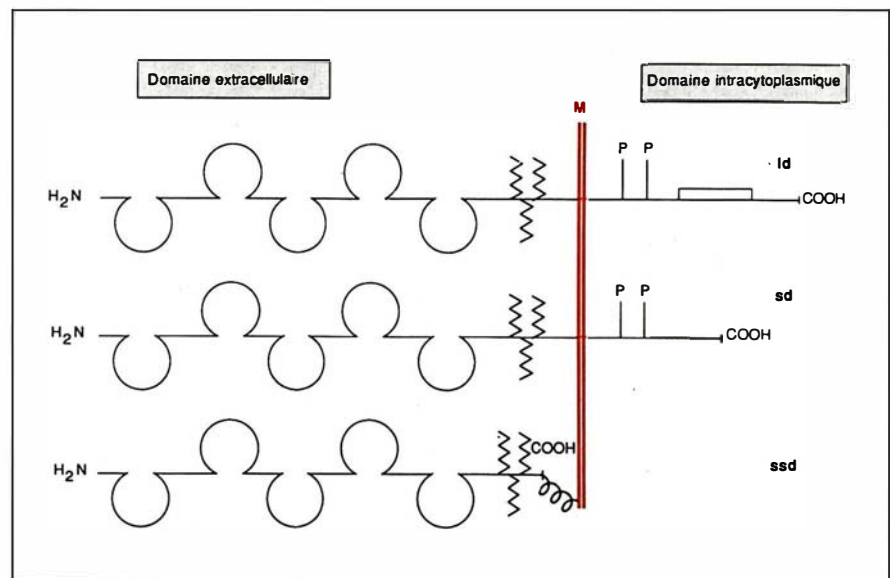 Domaine extracellulaire
Domaine intracytoplasmique
M
P P
ld
H₂N
COOH
P P
sd
H₂N
COOH
COOH
H₂N
ssd